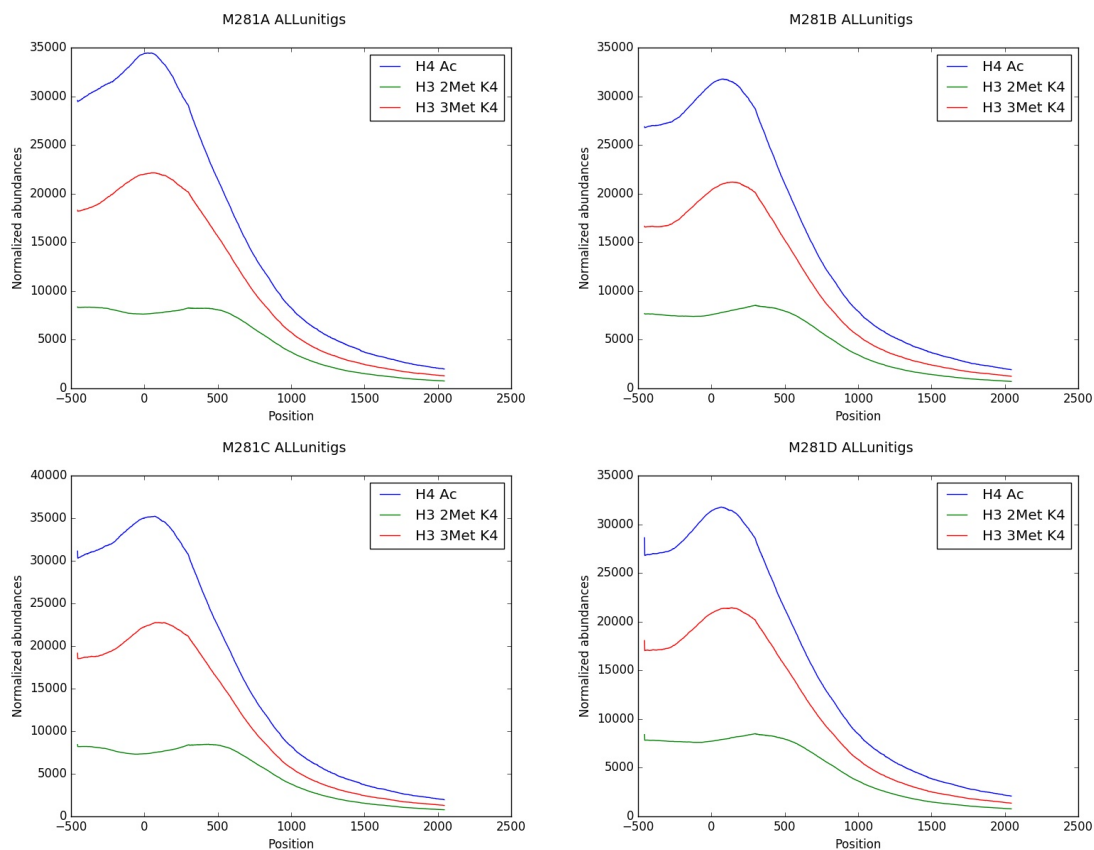 M281A ALLunitigs
35000
30000
25000
20000
15000
10000
5000
0
Normalized abundances
H4 Ac
H3 2Met K4
H3 3Met K4
−500 0 500 1000 1500 2000 2500
Position
M281B ALLunitigs
35000
30000
25000
20000
15000
10000
5000
0
Normalized abundances
H4 Ac
H3 2Met K4
H3 3Met K4
−500 0 500 1000 1500 2000 2500
Position
M281C ALLunitigs
40000
35000
30000
25000
20000
15000
10000
5000
0
Normalized abundances
H4 Ac
H3 2Met K4
H3 3Met K4
−500 0 500 1000 1500 2000 2500
Position
M281D ALLunitigs
35000
30000
25000
20000
15000
10000
5000
0
Normalized abundances
H4 Ac
H3 2Met K4
H3 3Met K4
−500 0 500 1000 1500 2000 2500
Position